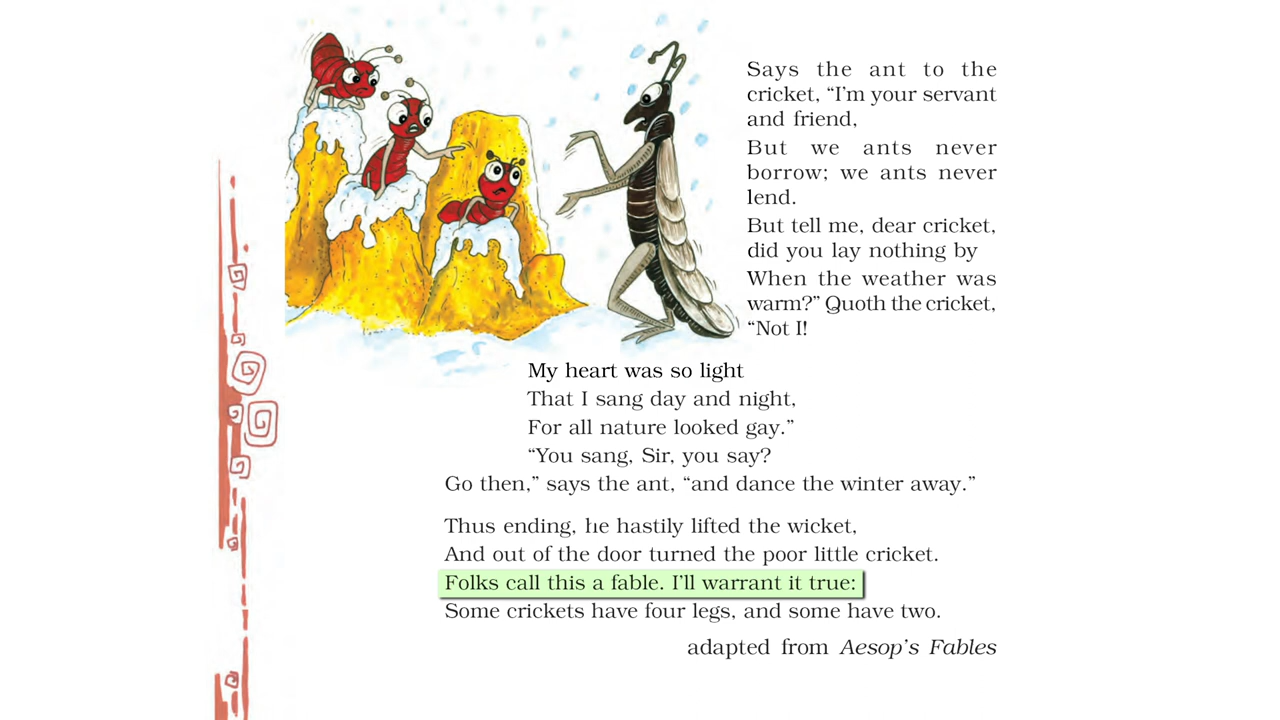 Says the ant to the
cricket, “I'm your servant
and friend,
But we ants never
borrow; we ants never
lend.
But tell me, dear cricket,
did you lay nothing by
When the weather was
warm?” Quoth the cricket,
“Not I!
My heart was so light
That I sang day and night,
For all nature looked gay.”
“You sang, Sir, you say?
Go then,” says the ant, “and dance the winter away.”
Thus ending, he hastily lifted the wicket,
And out of the door turned the poor little cricket.
Folks call this a fable. I'll warrant it true:
Some crickets have four legs, and some have two.
adapted from Aesop's Fables